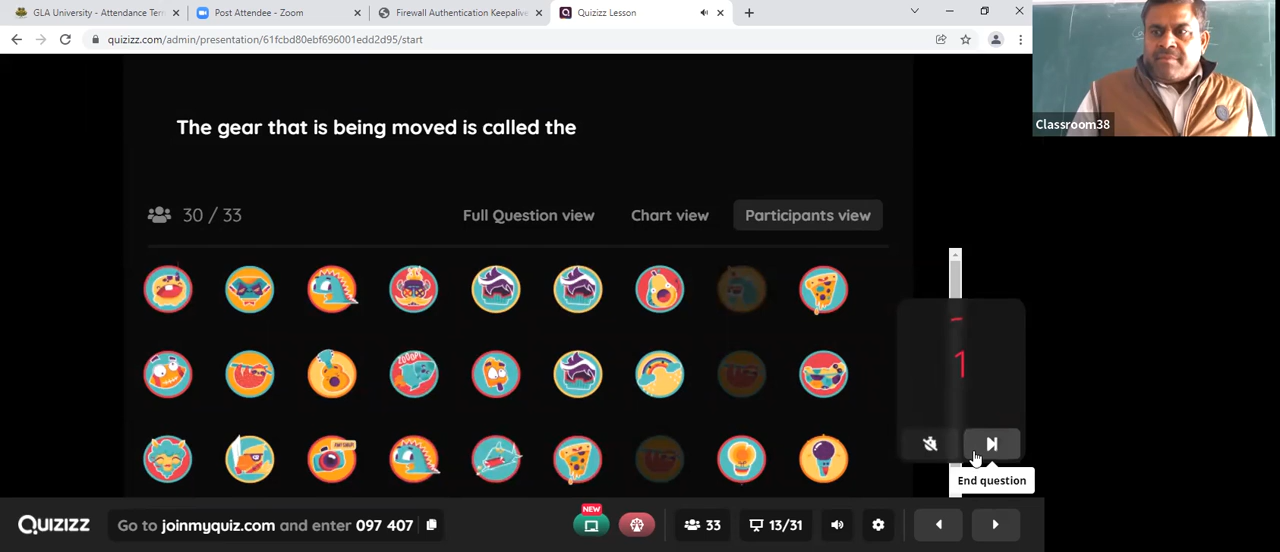 GLA University - Attendance Terr
Post Attendee - Zoom
Firewall Authentication Keepalive
Quizizz Lesson
quizizz.com/admin/presentation/61fcbd80ebf696001edd2d95/start
Classroom38
The gear that is being moved is called the
30 / 33
Full Question view
Chart view
Participants view
ZOOOP!
1
End question
QUIZIZZ
Go to joinmyquiz.com and enter 097 407
NEW
33
13/31